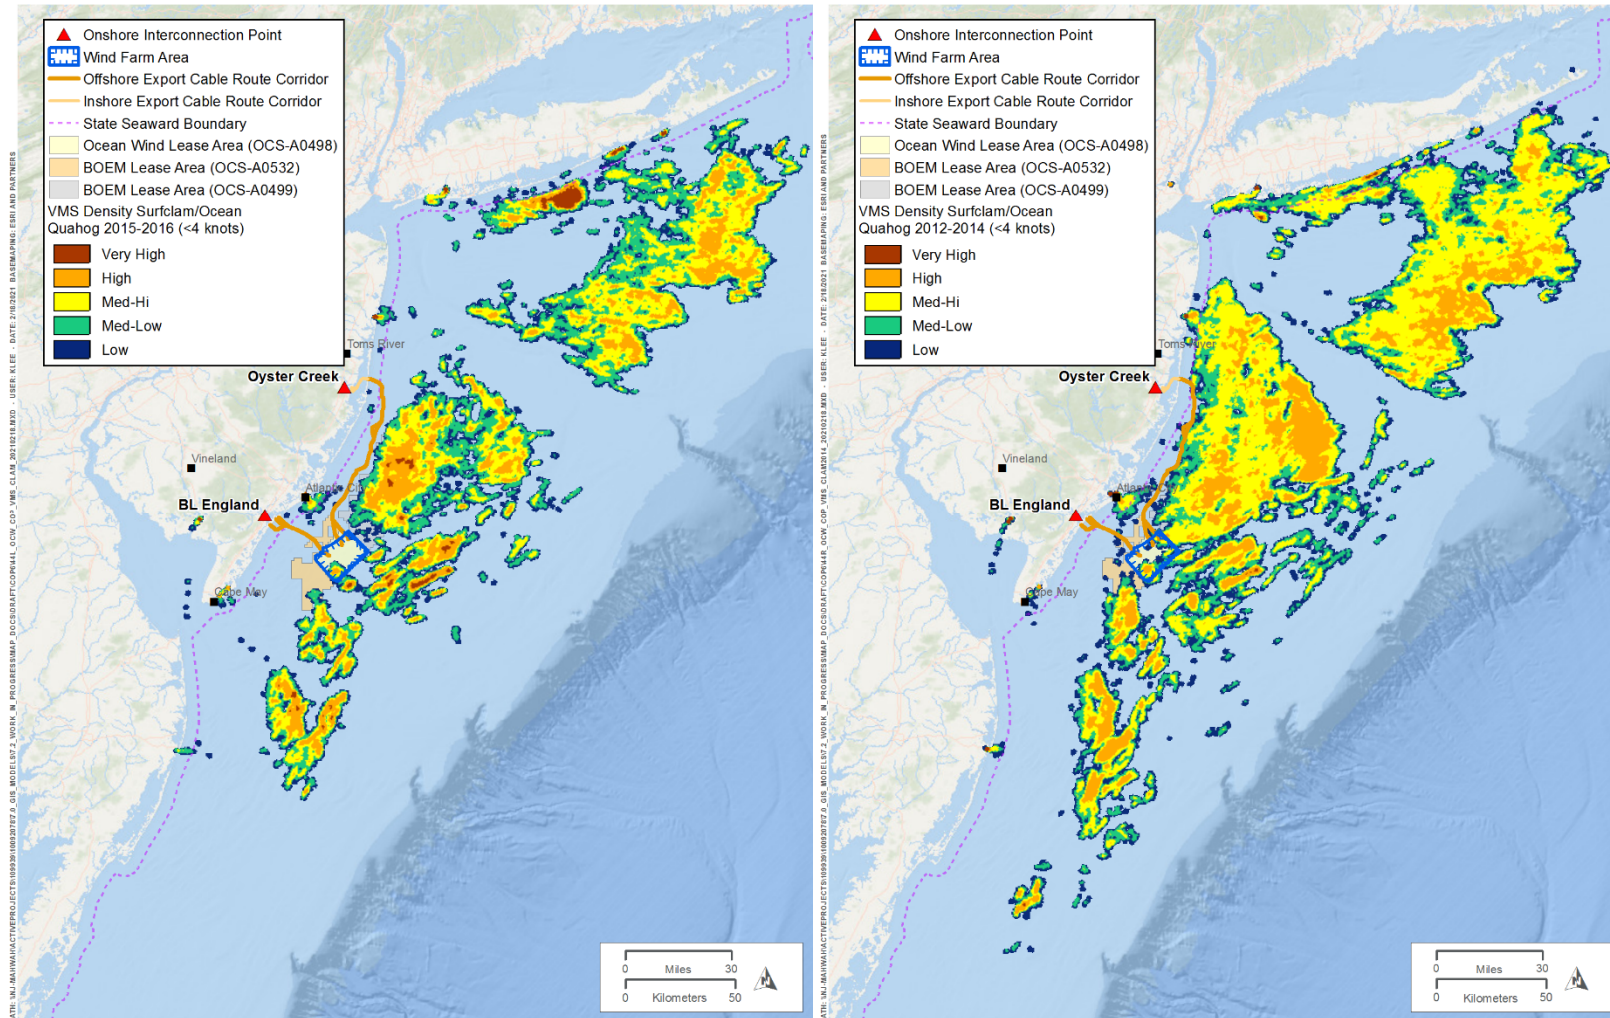 Onshore Interconnection Point
Wind Farm Area
Offshore Export Cable Route Corridor
Inshore Export Cable Route Corridor
State Seaward Boundary
Ocean Wind Lease Area (OCS-A0498)
BOEM Lease Area (OCS-A0532)
BOEM Lease Area (OCS-A0499)
VMS Density Surfclam/Ocean
Quahog 2015-2016 (<4 knots)
Very High
High
Med-Hi
Med-Low
Low
Toms River
Oyster Creek
Vineland
Atlantic City
BL England
Cape May
0 Miles 30
0 Kilometers 50
N
Onshore Interconnection Point
Wind Farm Area
Offshore Export Cable Route Corridor
Inshore Export Cable Route Corridor
State Seaward Boundary
Ocean Wind Lease Area (OCS-A0498)
BOEM Lease Area (OCS-A0532)
BOEM Lease Area (OCS-A0499)
VMS Density Surfclam/Ocean
Quahog 2012-2014 (<4 knots)
Very High
High
Med-Hi
Med-Low
Low
Toms River
Oyster Creek
Vineland
BL England
Cape May
0 Miles 30
0 Kilometers 50
N